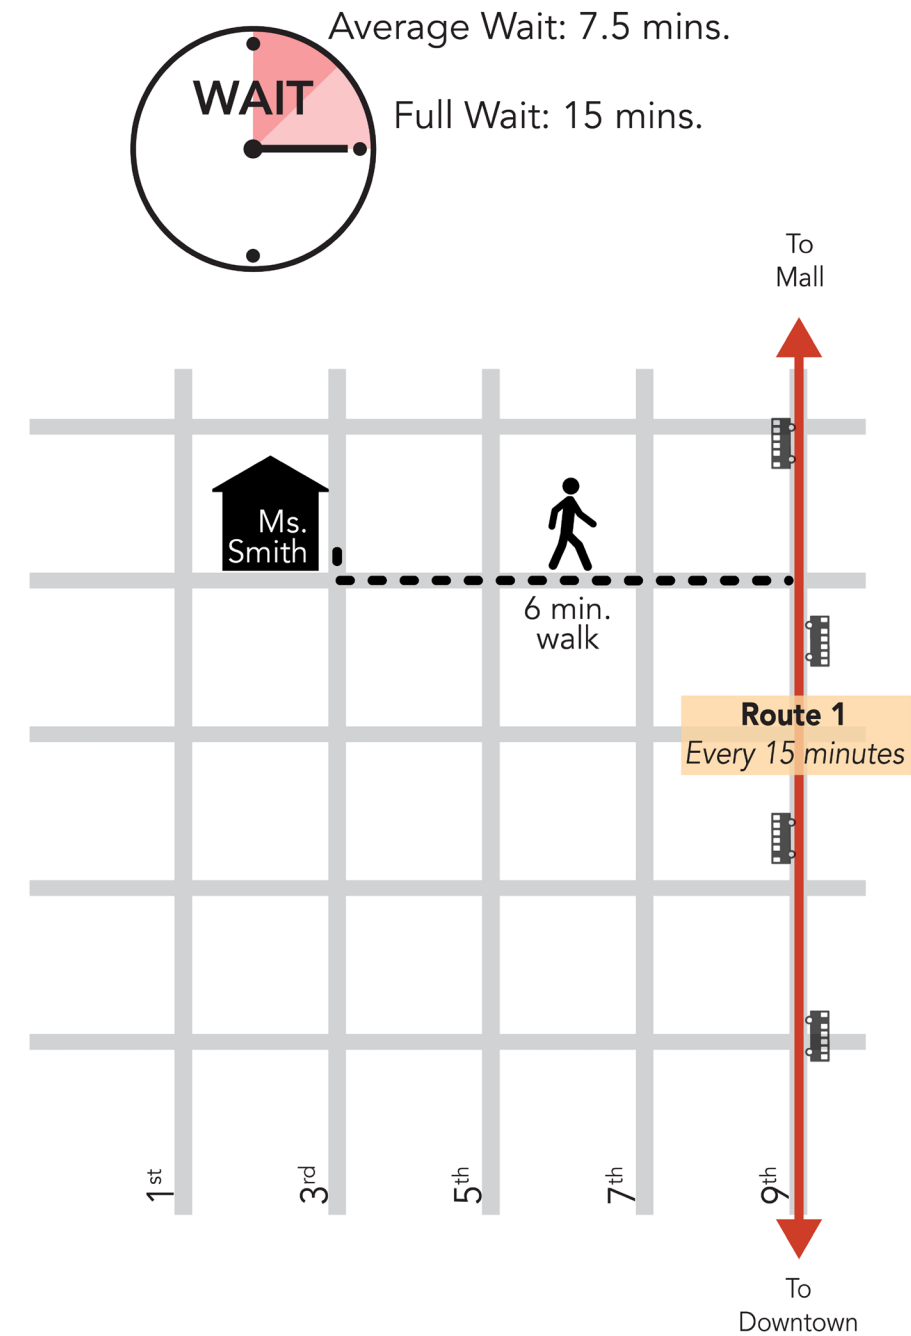 Average Wait: 7.5 mins.
WAIT
Full Wait: 15 mins.
To
Mall
Ms.
Smith
6 min.
walk
Route 1
Every 15 minutes
1st
3rd
5th
7th
9th
To
Downtown